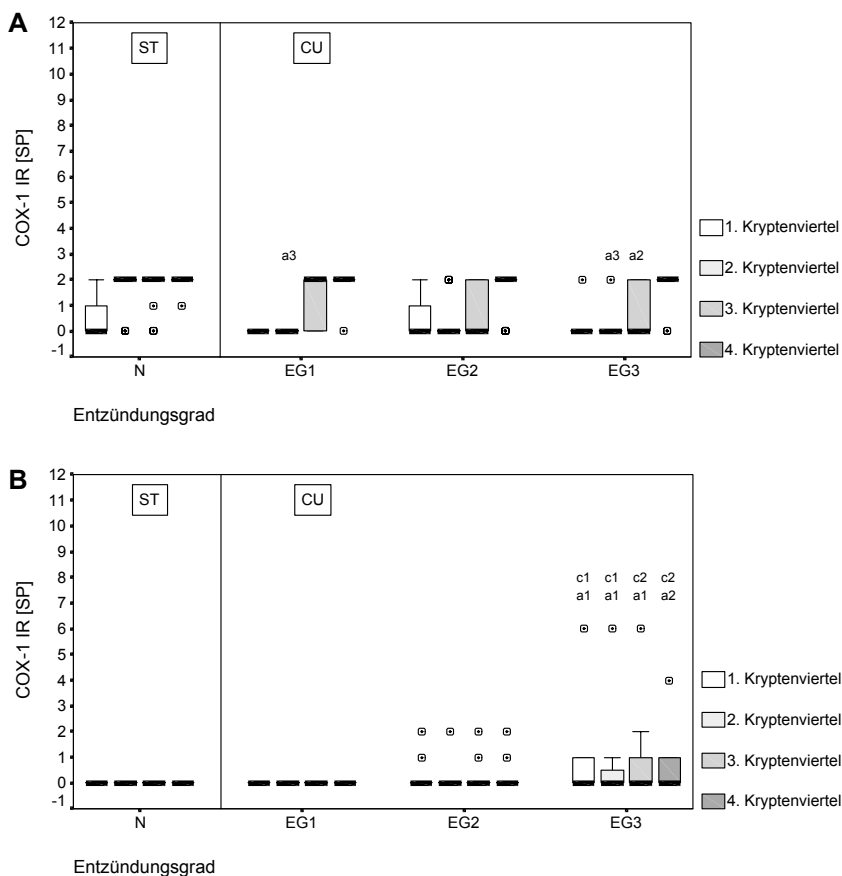 A
12
11
10
9
8
7
6
5
4
3
2
1
0
-1
COX-1 IR [SP]
ST
CU
a3
a3 a2
N EG1 EG2 EG3
Entzündungsgrad
1. Kryptenviertel
2. Kryptenviertel
3. Kryptenviertel
4. Kryptenviertel
B
12
11
10
9
8
7
6
5
4
3
2
1
0
-1
COX-1 IR [SP]
ST
CU
c1 c1 c2 c2
a1 a1 a1 a2
N EG1 EG2 EG3
Entzündungsgrad
1. Kryptenviertel
2. Kryptenviertel
3. Kryptenviertel
4. Kryptenviertel